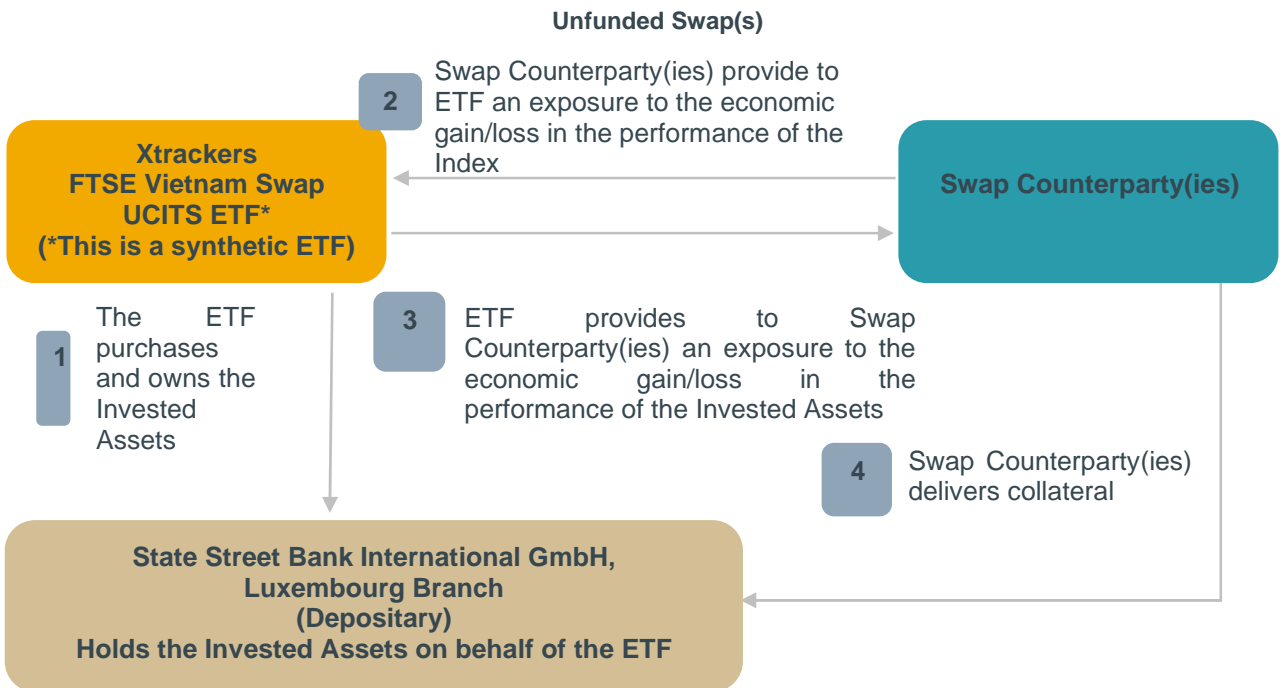 Unfunded Swap(s)
2
Swap Counterparty(ies) provide to
ETF an exposure to the economic
gain/loss in the performance of the
Index
Xtrackers
FTSE Vietnam Swap
UCITS ETF*
(*This is a synthetic ETF)
Swap Counterparty(ies)
1
The ETF
purchases
and owns the
Invested
Assets
3
ETF provides to Swap
Counterparty(ies) an exposure to the
economic gain/loss in the
performance of the Invested Assets
4
Swap Counterparty(ies)
delivers collateral
State Street Bank International GmbH,
Luxembourg Branch
(Depositary)
Holds the Invested Assets on behalf of the ETF